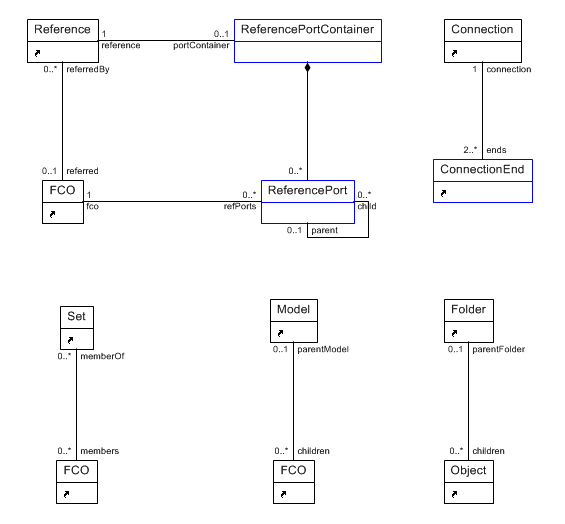 Reference
1
0..1
ReferencePortContainer
Connection
reference
portContainer
0..*
referredBy
1
connection
0..1
referred
0..*
2..*
ends
FCO
1
0..*
ReferencePort
0..*
ConnectionEnd
fco
refPorts
child
0..1
parent
Set
Model
Folder
0..*
memberOf
0..1
parentModel
0..1
parentFolder
0..*
members
0..*
children
0..*
children
FCO
FCO
Object